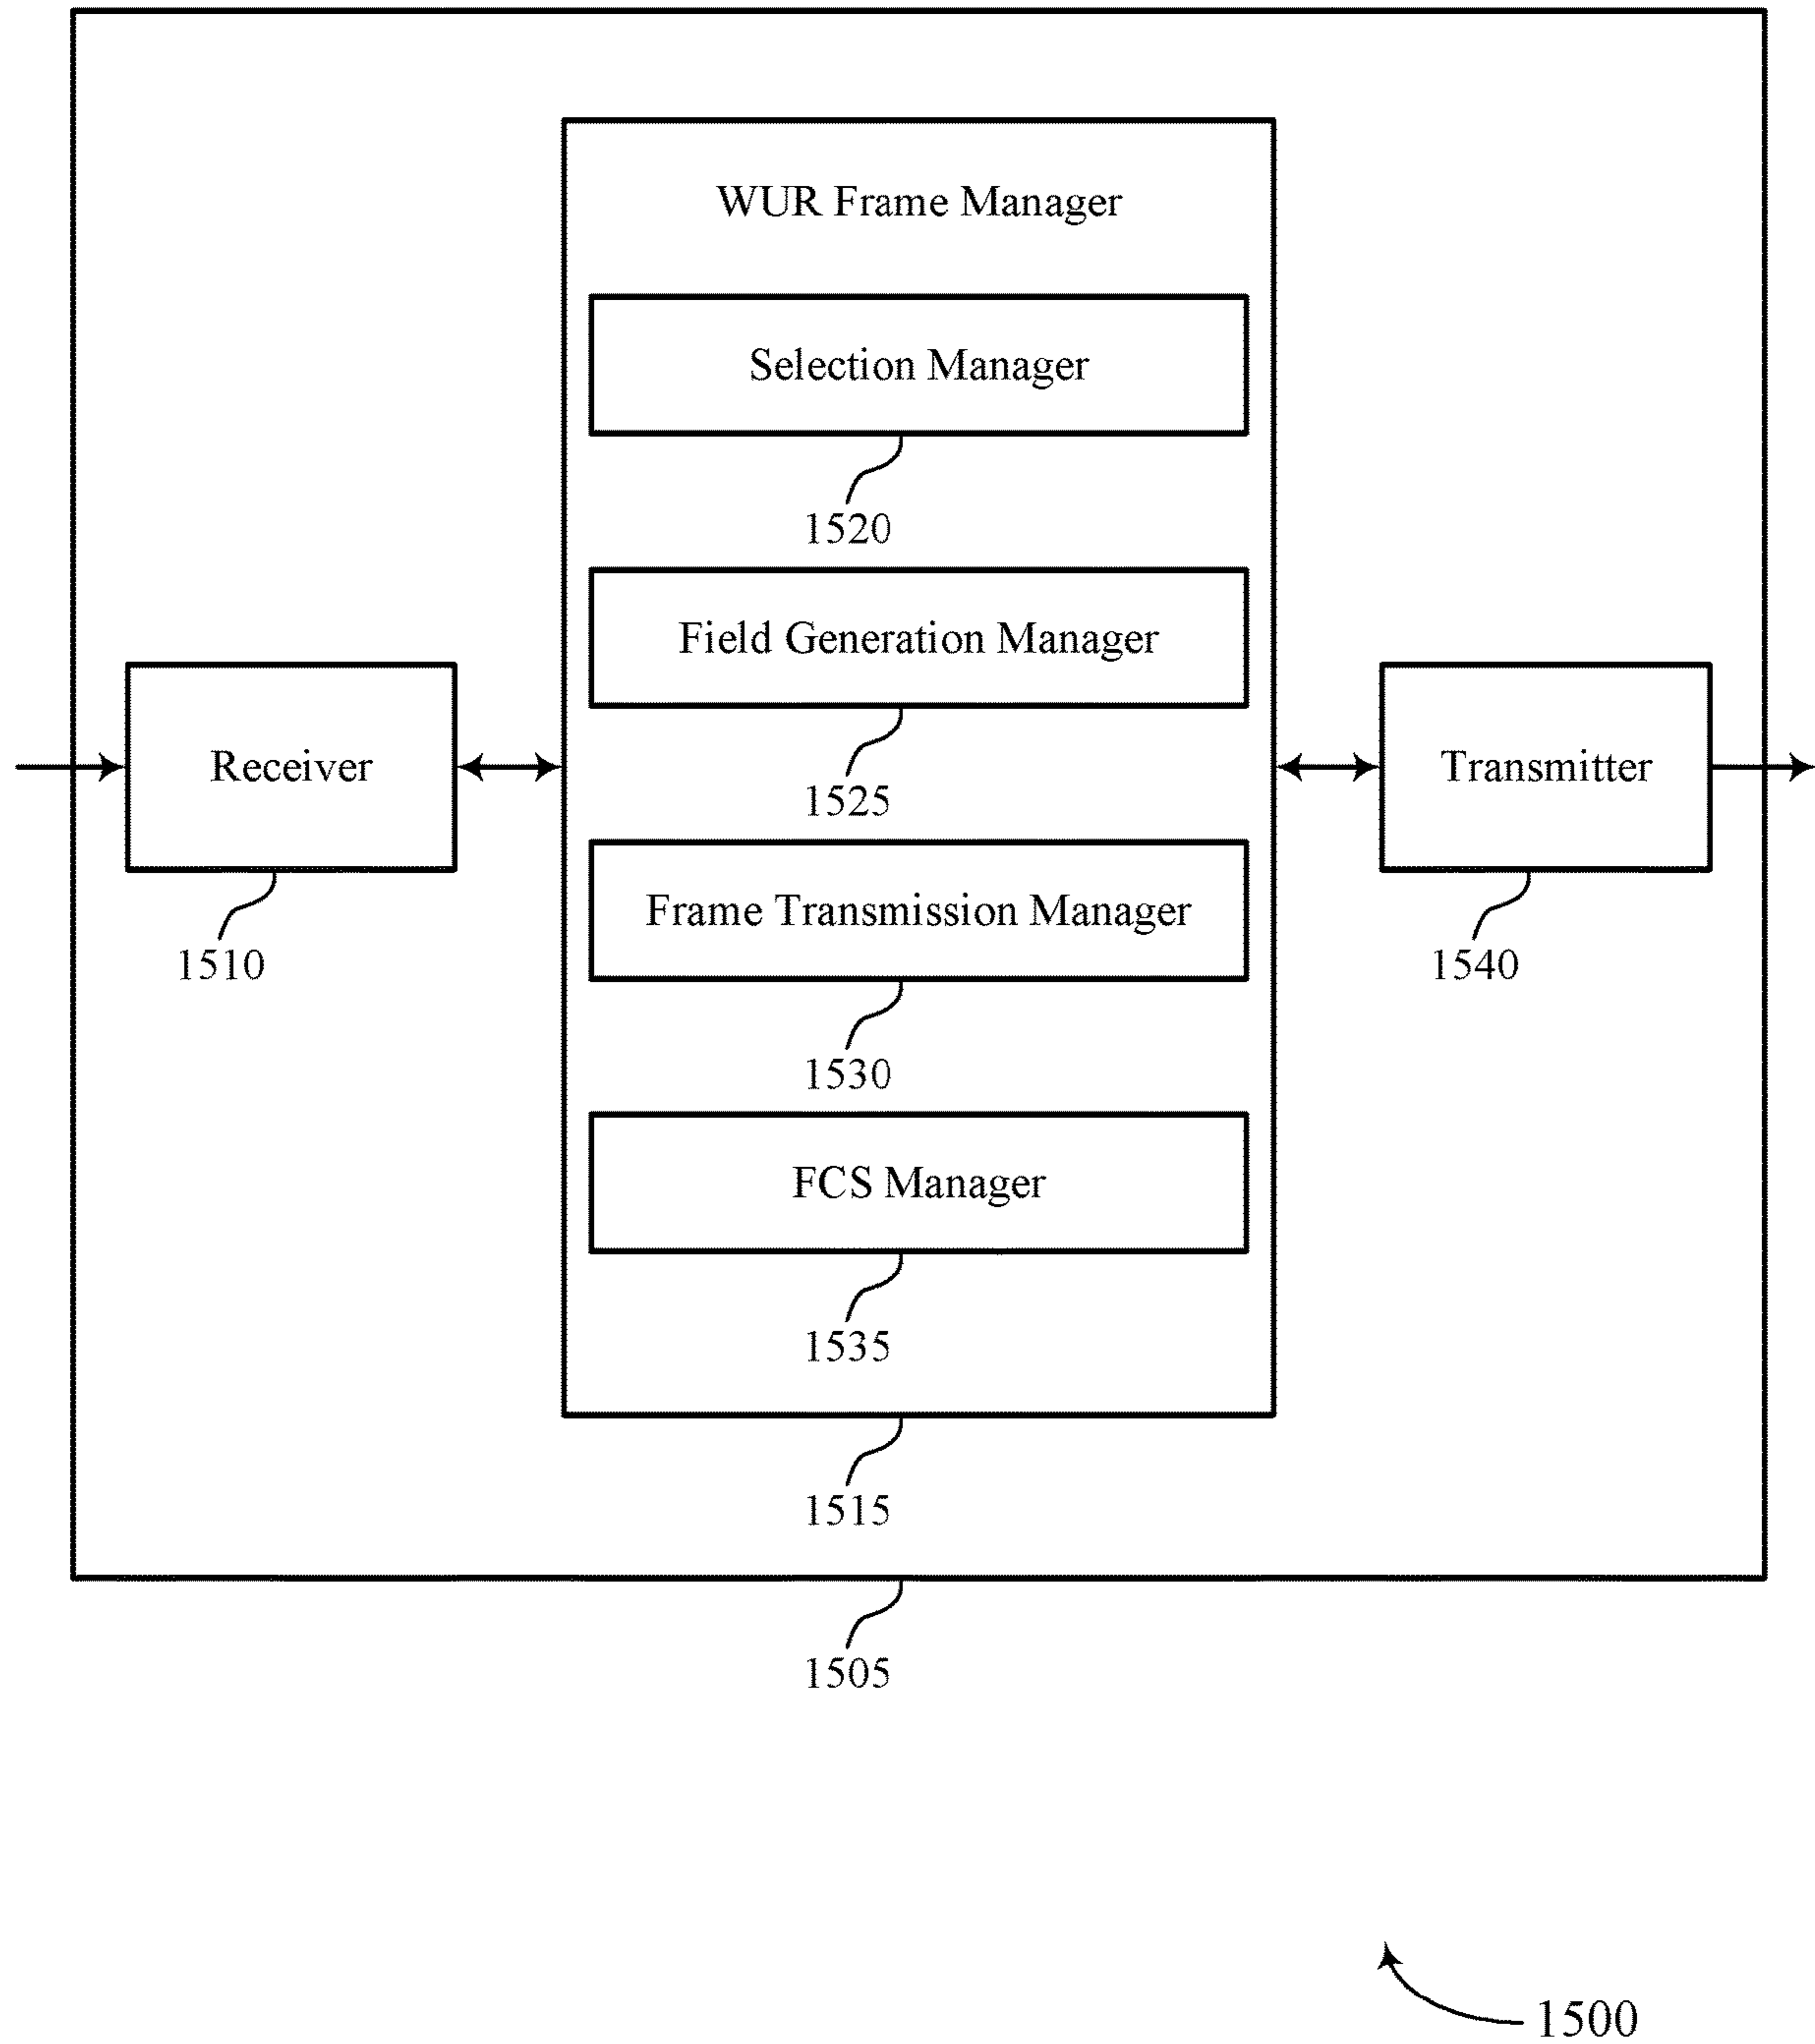 WUR Frame Manager
Selection Manager
1520
Field Generation Manager
1525
Receiver
1510
Transmitter
1540
Frame Transmission Manager
1530
FCS Manager
1535
1515
1505
1500